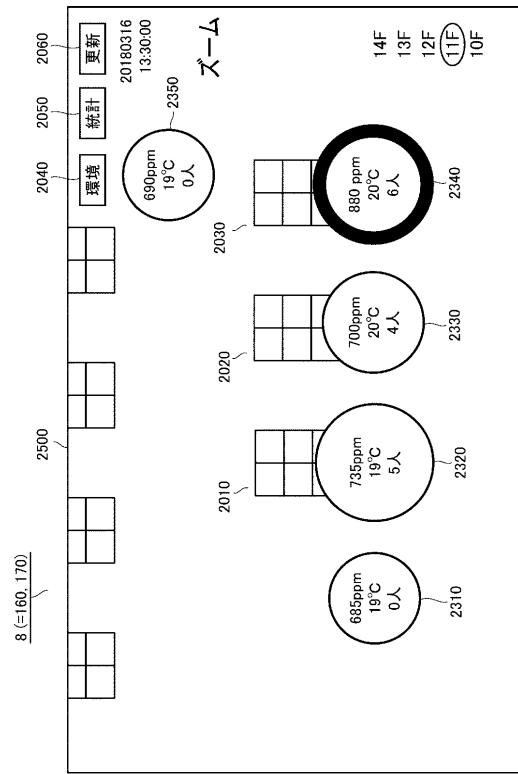 8 (=160, 170)
2500
2040
2050
2060
環境
統計
更新
20180316
13:30:00
ズーム
690ppm
19℃
0人
2350
2010
2020
2030
685ppm
19℃
0人
2310
735ppm
19℃
5人
2320
700ppm
20℃
4人
2330
880 ppm
20℃
6人
2340
14F
13F
12F
11F
10F